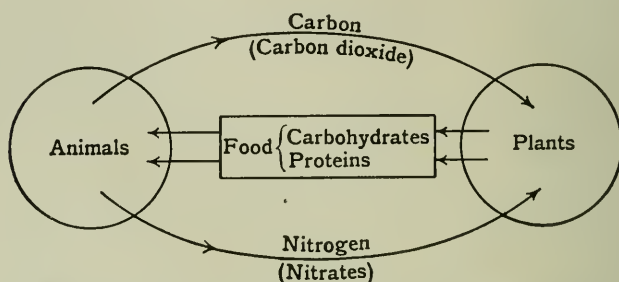 Carbon
(Carbon dioxide)
Animals
Food { Carbohydrates
Proteins
Plants
Nitrogen
(Nitrates)